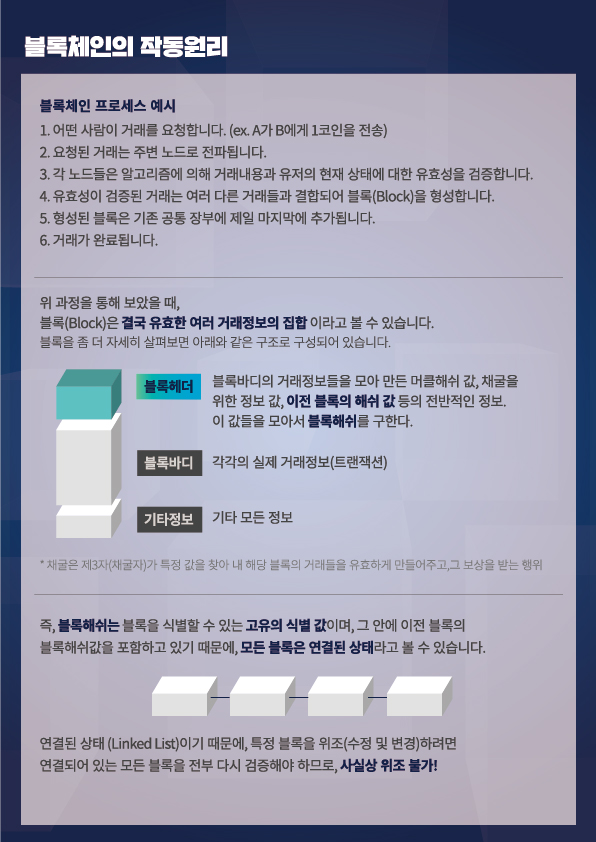 블록체인의 작동원리
블록체인 프로세스 예시
1. 어떤 사람이 거래를 요청합니다. (ex. A가 B에게 1코인을 전송)
2. 요청된 거래는 주변 노드로 전파됩니다.
3. 각 노드들은 알고리즘에 의해 거래내용과 유저의 현재 상태에 대한 유효성을 검증합니다.
4. 유효성이 검증된 거래는 여러 다른 거래들과 결합되어 블록(Block)을 형성합니다.
5. 형성된 블록은 기존 공통 장부에 제일 마지막에 추가됩니다.
6. 거래가 완료됩니다.
위 과정을 통해 보았을 때,
블록(Block)은 결국 유효한 여러 거래정보의 집합 이라고 볼 수 있습니다.
블록을 좀 더 자세히 살펴보면 아래와 같은 구조로 구성되어 있습니다.
블록헤더
블록바디의 거래정보들을 모아 만든 머클해쉬 값, 채굴을
위한 정보 값, 이전 블록의 해쉬 값 등의 전반적인 정보.
이 값들을 모아서 블록해쉬를 구한다.
블록바디
각각의 실제 거래정보(트랜잭션)
기타정보
기타 모든 정보
* 채굴은 제3자(채굴자)가 특정 값을 찾아 내 해당 블록의 거래들을 유효하게 만들어주고,그 보상을 받는 행위
즉, 블록해쉬는 블록을 식별할 수 있는 고유의 식별 값이며, 그 안에 이전 블록의
블록해쉬값을 포함하고 있기 때문에, 모든 블록은 연결된 상태라고 볼 수 있습니다.
연결된 상태 (Linked List)이기 때문에, 특정 블록을 위조(수정 및 변경)하려면
연결되어 있는 모든 블록을 전부 다시 검증해야 하므로, 사실상 위조 불가!